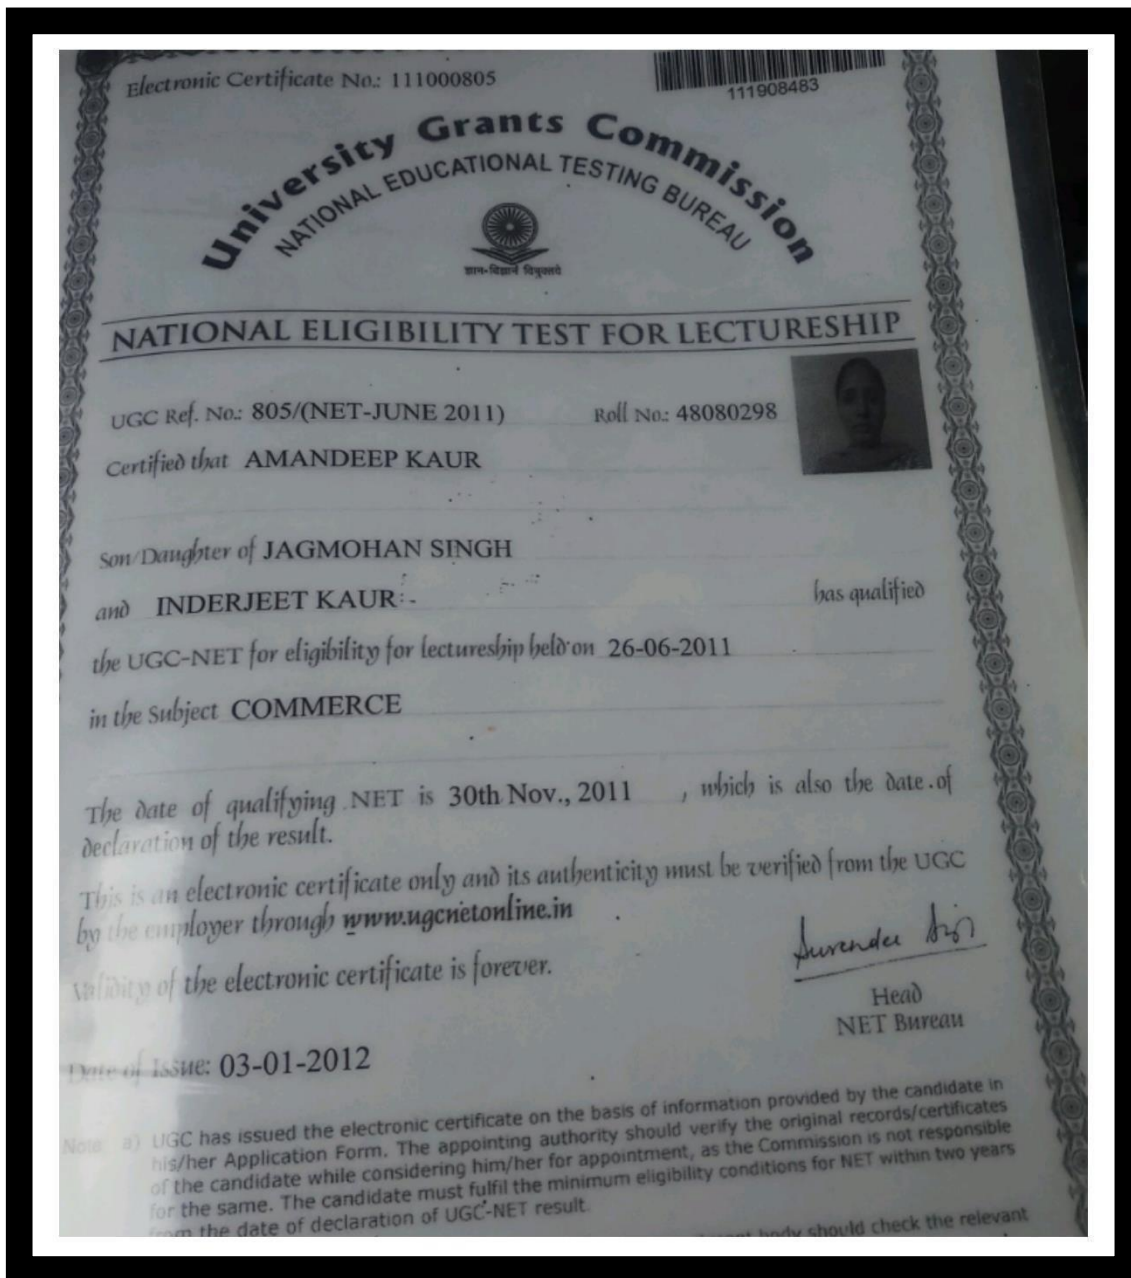 Electronic Certificate No.: 111000805
111908483
University Grants Commission
NATIONAL EDUCATIONAL TESTING BUREAU
ज्ञान-विज्ञानं विमुक्तये
NATIONAL ELIGIBILITY TEST FOR LECTURESHIP
UGC Ref. No.: 805/(NET-JUNE 2011) Roll No.: 48080298
Certified that AMANDEEP KAUR
Son/Daughter of JAGMOHAN SINGH
and INDERJEET KAUR has qualified
the UGC-NET for eligibility for lectureship held on 26-06-2011
in the Subject COMMERCE
The date of qualifying NET is 30th Nov., 2011 , which is also the date of
declaration of the result.
This is an electronic certificate only and its authenticity must be verified from the UGC
by the employer through www.ugcnetonline.in
Validity of the electronic certificate is forever.
Surender Singh
Head
NET Bureau
Date of Issue: 03-01-2012
Note: a) UGC has issued the electronic certificate on the basis of information provided by the candidate in
his/her Application Form. The appointing authority should verify the original records/certificates
of the candidate while considering him/her for appointment, as the Commission is not responsible
for the same. The candidate must fulfil the minimum eligibility conditions for NET within two years
from the date of declaration of UGC-NET result.
body should check the relevant